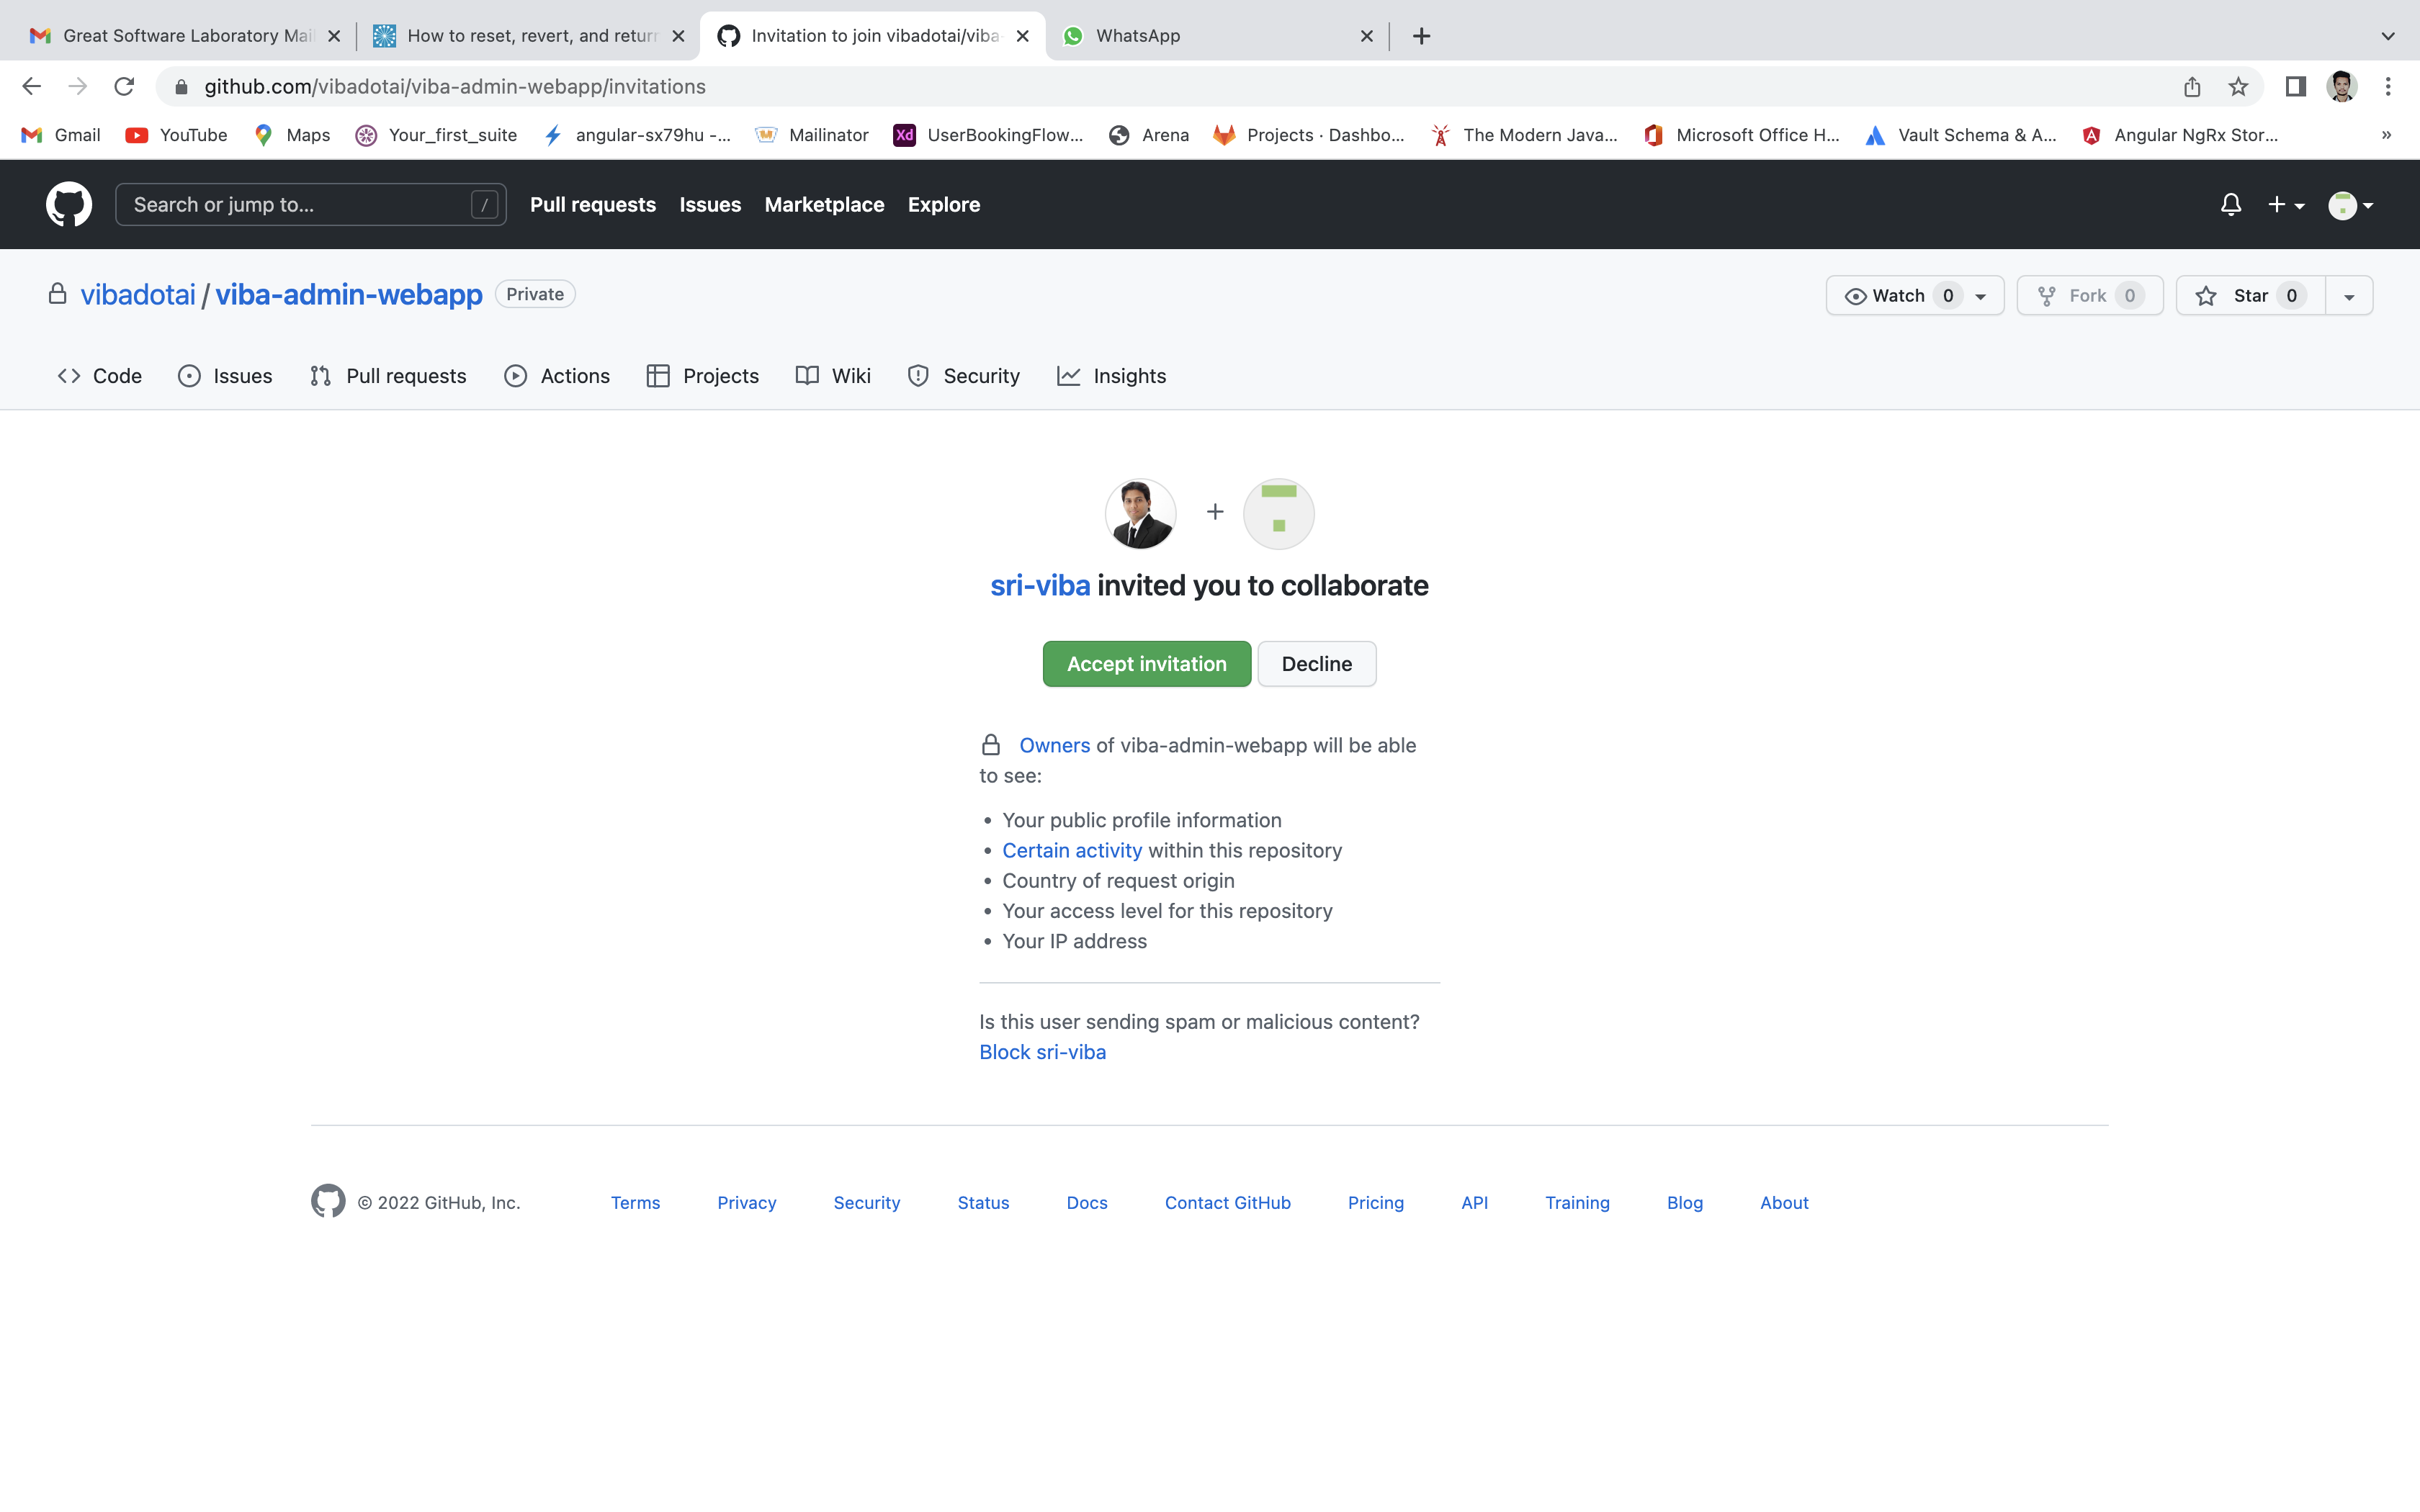 Great Software Laboratory Mai
How to reset, revert, and return
Invitation to join vibadotai/viba-
WhatsApp
github.com/vibadotai/viba-admin-webapp/invitations
Gmail YouTube Maps Your_first_suite angular-sx79hu -... Mailinator Xd UserBookingFlow... Arena Projects · Dashbo... The Modern Java... Microsoft Office H... Vault Schema & A... Angular NgRx Stor... »
Search or jump to... / Pull requests Issues Marketplace Explore
vibadotai / viba-admin-webapp Private Watch 0 Fork 0 Star 0
Code Issues Pull requests Actions Projects Wiki Security Insights
sri-viba invited you to collaborate
Accept invitation Decline
Owners of viba-admin-webapp will be able
to see:
• Your public profile information
• Certain activity within this repository
• Country of request origin
• Your access level for this repository
• Your IP address
Is this user sending spam or malicious content?
Block sri-viba
© 2022 GitHub, Inc. Terms Privacy Security Status Docs Contact GitHub Pricing API Training Blog About